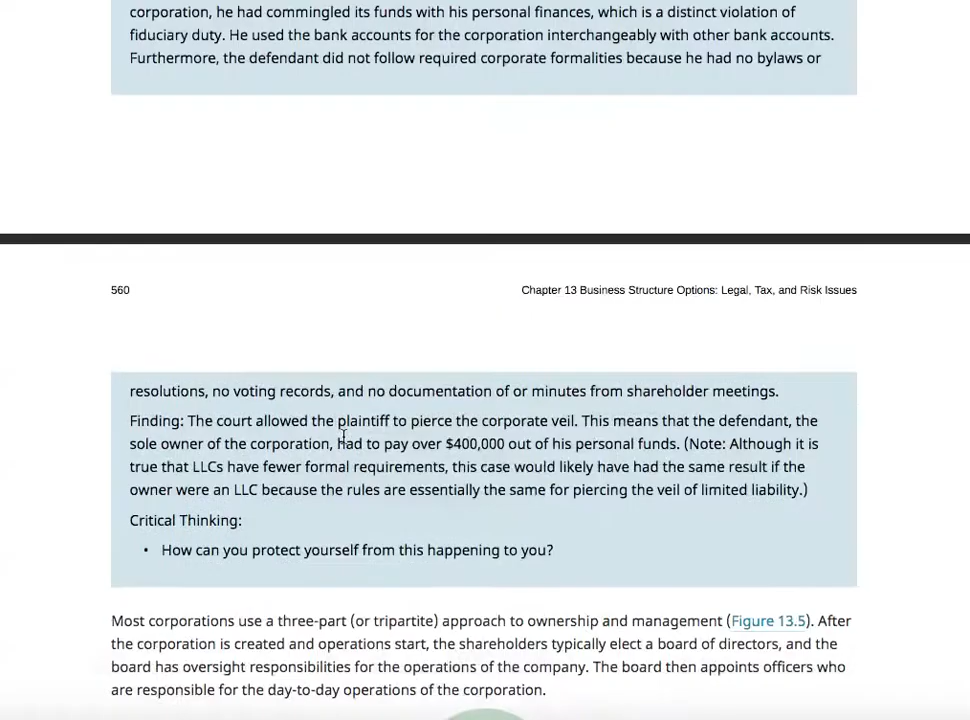 corporation, he had commingled its funds with his personal finances, which is a distinct violation of
fiduciary duty. He used the bank accounts for the corporation interchangeably with other bank accounts.
Furthermore, the defendant did not follow required corporate formalities because he had no bylaws or
560
Chapter 13 Business Structure Options: Legal, Tax, and Risk Issues
resolutions, no voting records, and no documentation of or minutes from shareholder meetings.
Finding: The court allowed the plaintiff to pierce the corporate veil. This means that the defendant, the
sole owner of the corporation, had to pay over $400,000 out of his personal funds. (Note: Although it is
true that LLCs have fewer formal requirements, this case would likely have had the same result if the
owner were an LLC because the rules are essentially the same for piercing the veil of limited liability.)
Critical Thinking:
• How can you protect yourself from this happening to you?
Most corporations use a three-part (or tripartite) approach to ownership and management (Figure 13.5). After
the corporation is created and operations start, the shareholders typically elect a board of directors, and the
board has oversight responsibilities for the operations of the company. The board then appoints officers who
are responsible for the day-to-day operations of the corporation.